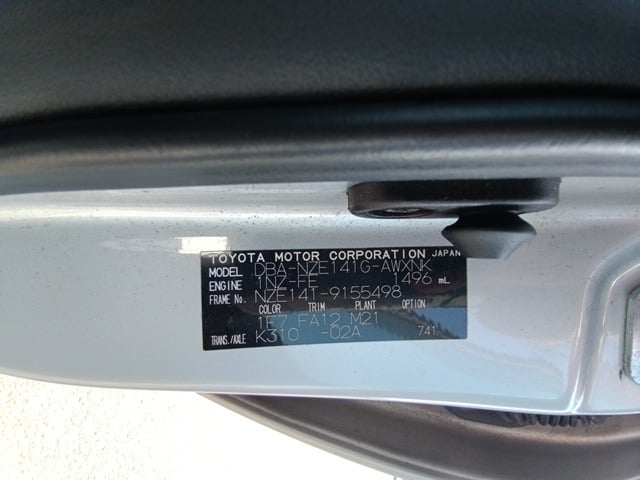 TOYOTA MOTOR CORPORATION JAPAN
MODEL DBA-NZE141G-AWXNK
ENGINE 1NZ-FE 1496 mL
FRAME No. NZE141-9155498
COLOR TRIM PLANT OPTION
1E7 FA12 M21
TRANS./AXLE K310 -02A 741